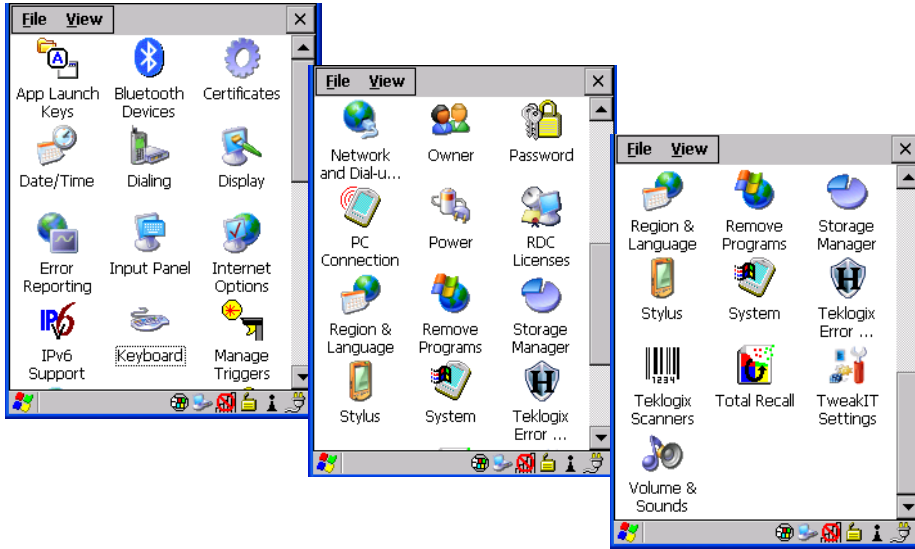 File View
App Launch Keys
Bluetooth Devices
Certificates
Date/Time
Dialing
Display
Error Reporting
Input Panel
Internet Options
IPv6 Support
Keyboard
Manage Triggers
File View
Network and Dial-u...
Owner
Password
PC Connection
Power
RDC Licenses
Region & Language
Remove Programs
Storage Manager
Stylus
System
Teklogix Error ...
File View
Region & Language
Remove Programs
Storage Manager
Stylus
System
Teklogix Error ...
Teklogix Scanners
Total Recall
TweakIT Settings
Volume & Sounds